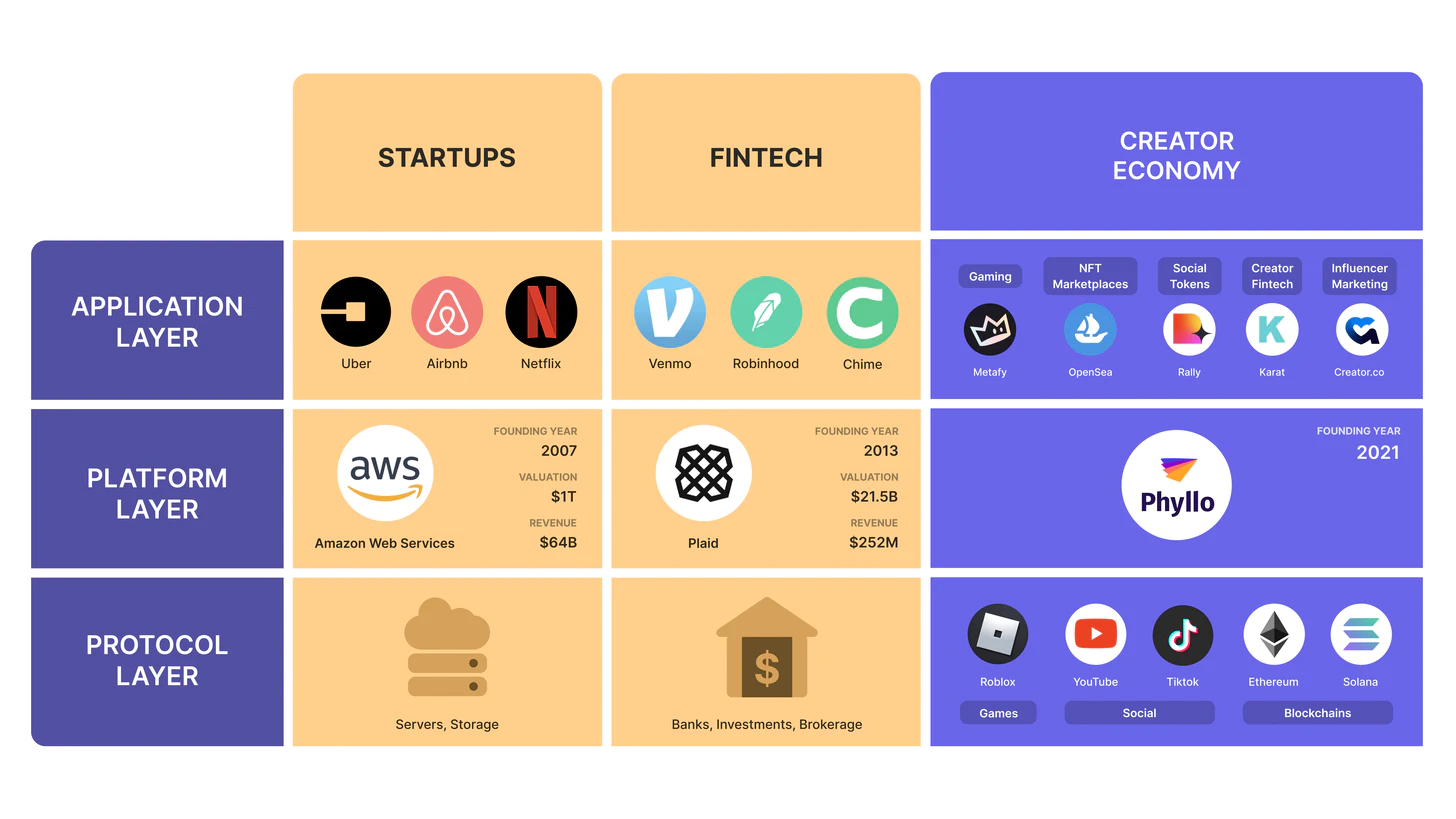 STARTUPS
FINTECH
CREATOR
ECONOMY
APPLICATION
LAYER
Uber
Airbnb
Netflix
Venmo
Robinhood
Chime
Gaming
NFT
Marketplaces
Social
Tokens
Creator
Fintech
Influencer
Marketing
Metafy
OpenSea
Rally
Karat
Creator.co
PLATFORM
LAYER
aws
Amazon Web Services
FOUNDING YEAR
2007
VALUATION
$1T
REVENUE
$64B
Plaid
FOUNDING YEAR
2013
VALUATION
$21.5B
REVENUE
$252M
Phyllo
FOUNDING YEAR
2021
PROTOCOL
LAYER
Servers, Storage
$
Banks, Investments, Brokerage
Roblox
YouTube
Tiktok
Ethereum
Solana
Games
Social
Blockchains